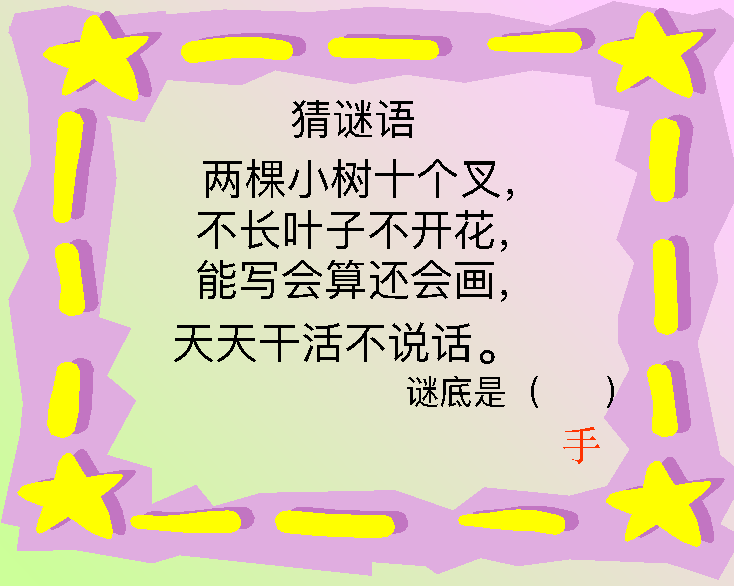 猜谜语
两棵小树十个叉，
不长叶子不开花，
能写会算还会画，
天天干活不说话。
谜底是（  ）
手